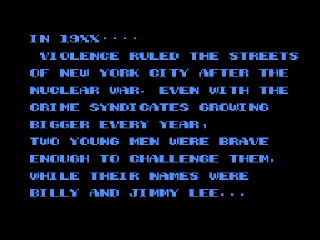 IN 19XX····
VIOLENCE RULED THE STREETS
OF NEW YORK CITY AFTER THE
NUCLEAR WAR. EVEN WITH THE
CRIME SYNDICATES GROWING
BIGGER EVERY YEAR,
TWO YOUNG MEN WERE BRAVE
ENOUGH TO CHALLENGE THEM.
WHILE THEIR NAMES WERE
BILLY AND JIMMY LEE...